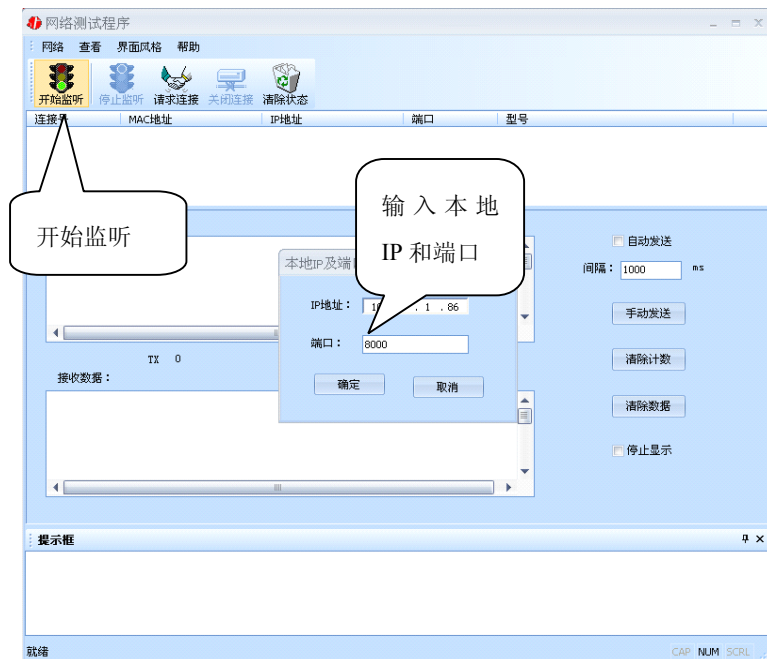 网络测试程序
网络 查看 界面风格 帮助
开始监听 停止监听 请求连接 关闭连接 清除状态
连接号 MAC地址 IP地址 端口 型号
开始监听
输入本地
IP 和端口
自动发送
间隔: 1000 ms
本地IP及端
IP地址: . 1 . 86
手动发送
端口: 8000
TX 0
清除计数
接收数据:
确定 取消
清除数据
停止显示
提示框
就绪 CAP NUM SCRL